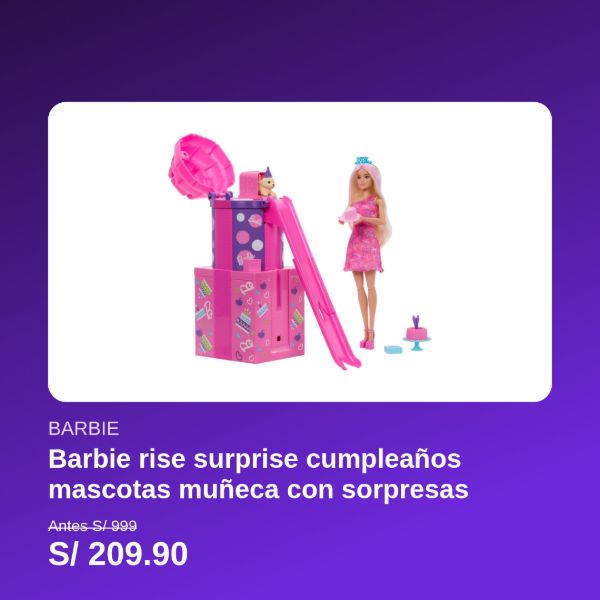 BARBIE
Barbie rise surprise cumpleaños
mascotas muñeca con sorpresas
Antes S/ 999
S/ 209.90